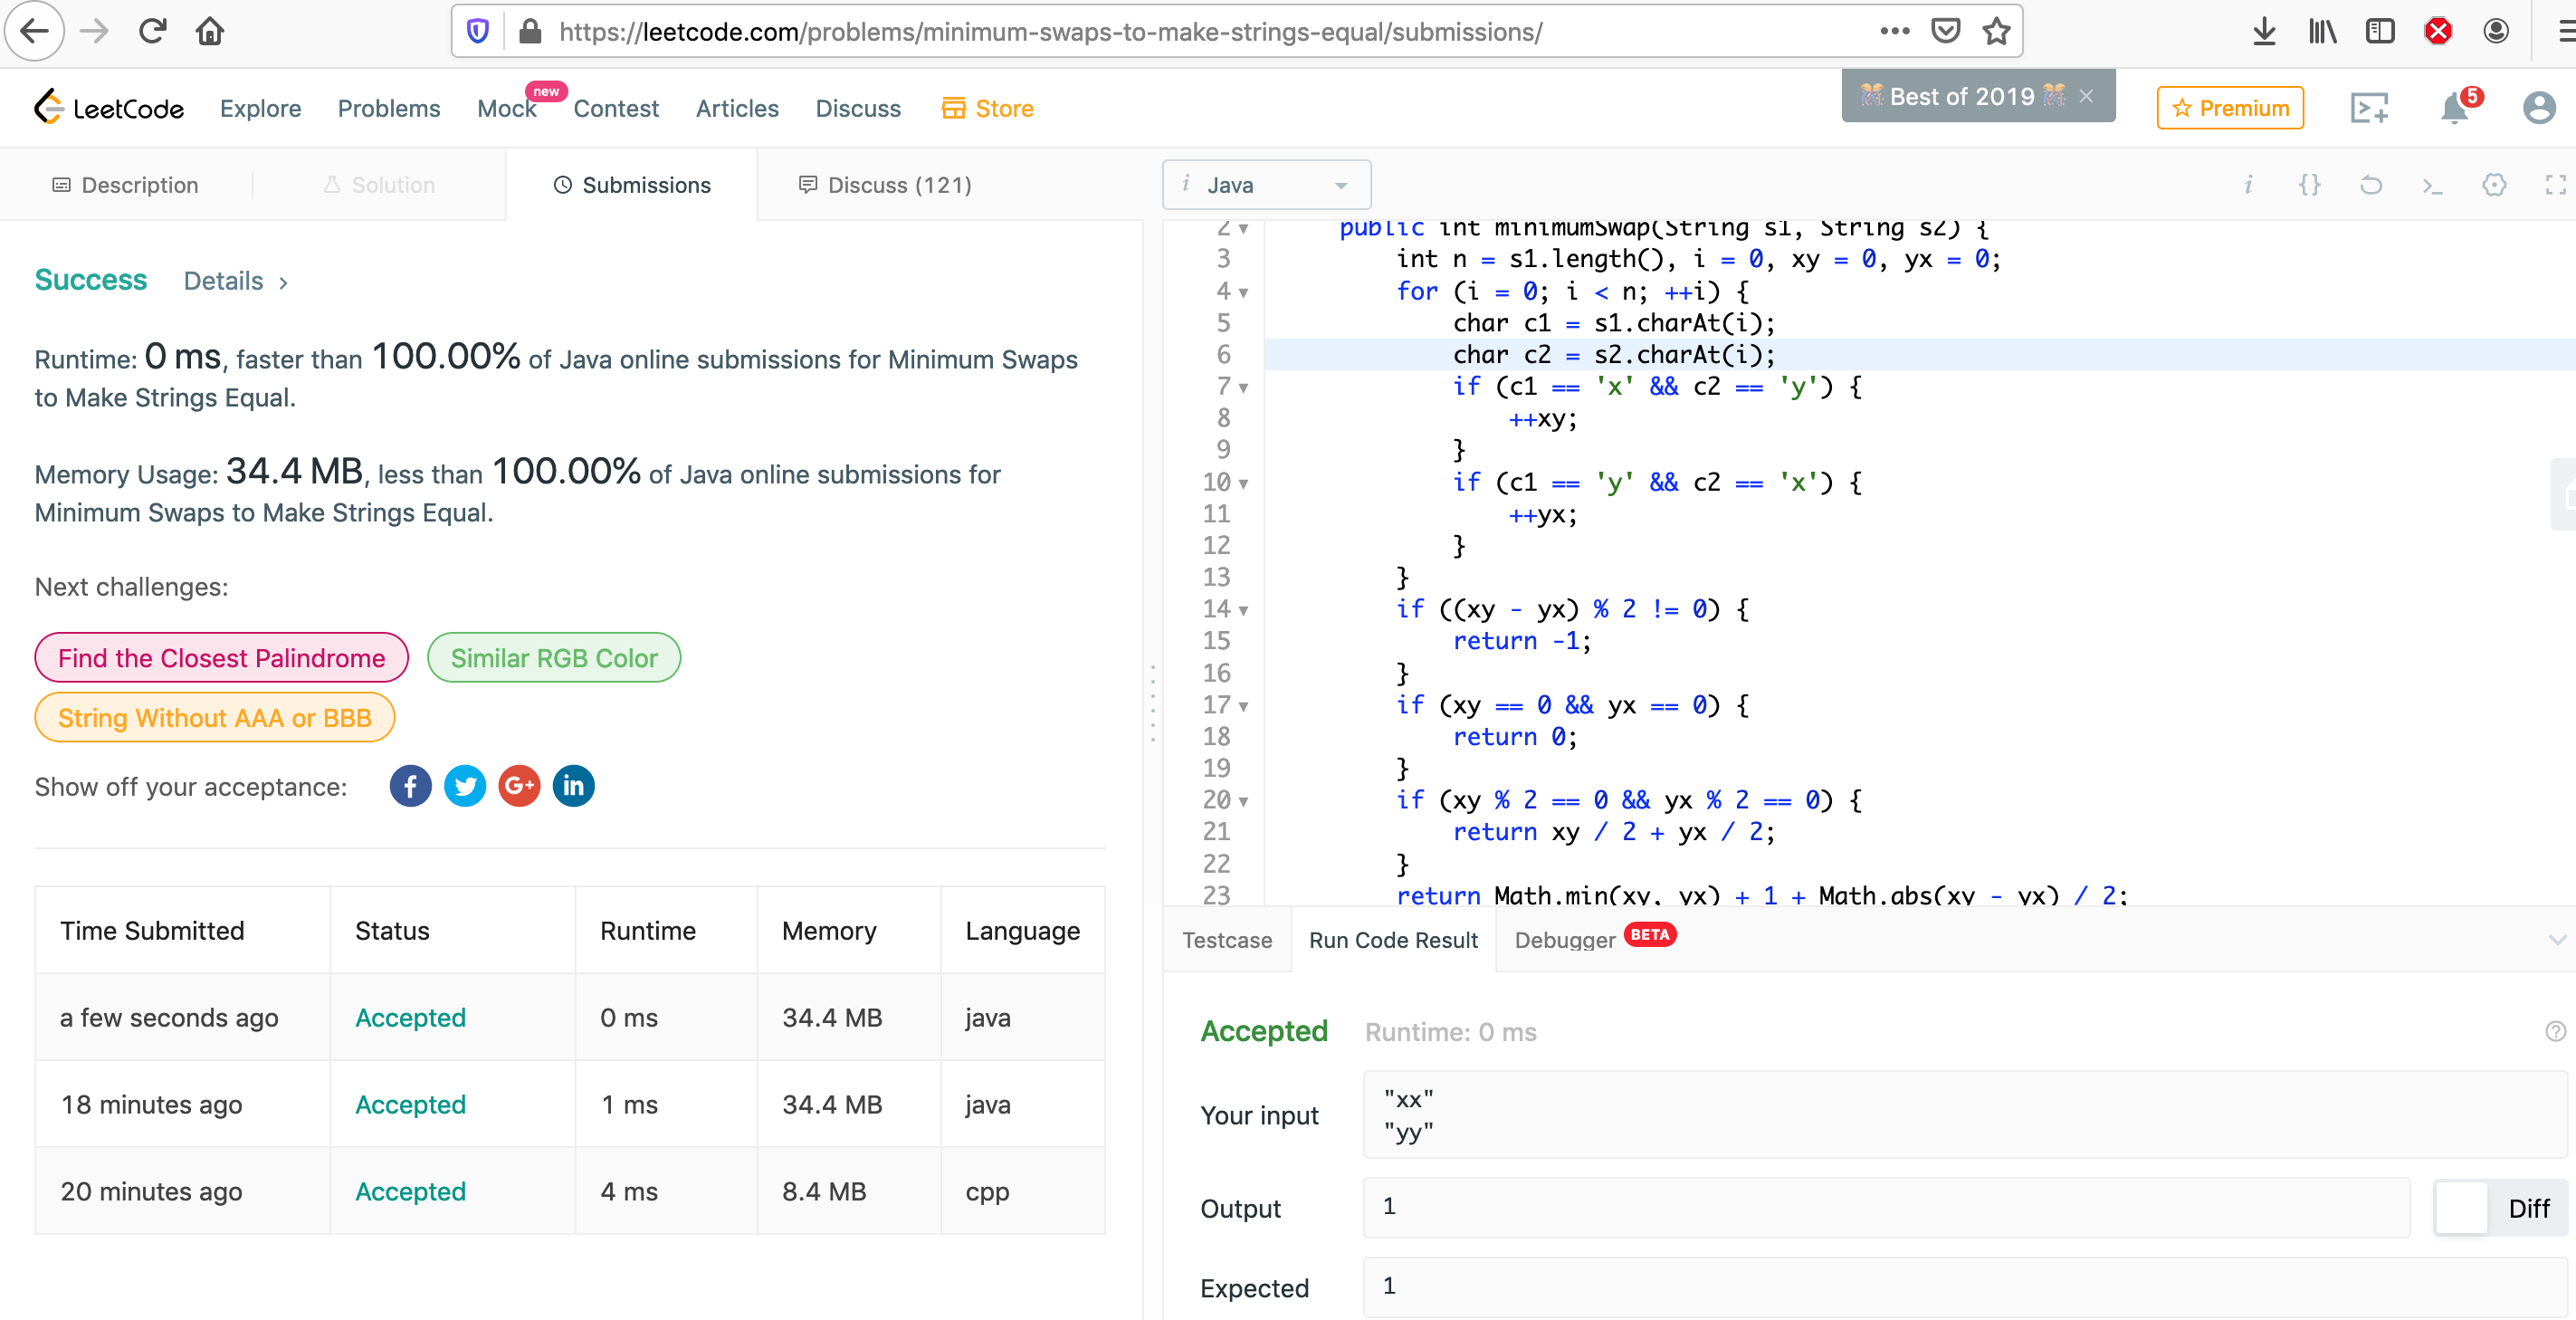 https://leetcode.com/problems/minimum-swaps-to-make-strings-equal/submissions/
LeetCode
Explore
Problems
Mock
new
Contest
Articles
Discuss
Store
Best of 2019
Premium
5
Description
Solution
Submissions
Discuss (121)
Success
Details
Runtime: 0 ms, faster than 100.00% of Java online submissions for Minimum Swaps
to Make Strings Equal.
Memory Usage: 34.4 MB, less than 100.00% of Java online submissions for
Minimum Swaps to Make Strings Equal.
Next challenges:
Find the Closest Palindrome
Similar RGB Color
String Without AAA or BBB
Show off your acceptance:
f
G+
in
Time Submitted Status Runtime Memory Language
a few seconds ago Accepted 0 ms 34.4 MB java
18 minutes ago Accepted 1 ms 34.4 MB java
20 minutes ago Accepted 4 ms 8.4 MB cpp
i Java
i {}
2 public int minimumSwap(String s1, String s2) {
3 int n = s1.length(), i = 0, xy = 0, yx = 0;
4 for (i = 0; i < n; ++i) {
5 char c1 = s1.charAt(i);
6 char c2 = s2.charAt(i);
7 if (c1 == 'x' && c2 == 'y') {
8 ++xy;
9 }
10 if (c1 == 'y' && c2 == 'x') {
11 ++yx;
12 }
13 }
14 if ((xy - yx) % 2 != 0) {
15 return -1;
16 }
17 if (xy == 0 && yx == 0) {
18 return 0;
19 }
20 if (xy % 2 == 0 && yx % 2 == 0) {
21 return xy / 2 + yx / 2;
22 }
23 return Math.min(xy, yx) + 1 + Math.abs(xy - yx) / 2;
Testcase
Run Code Result
Debugger
BETA
Accepted
Runtime: 0 ms
Your input
"xx"
"yy"
Output
1
Diff
Expected
1